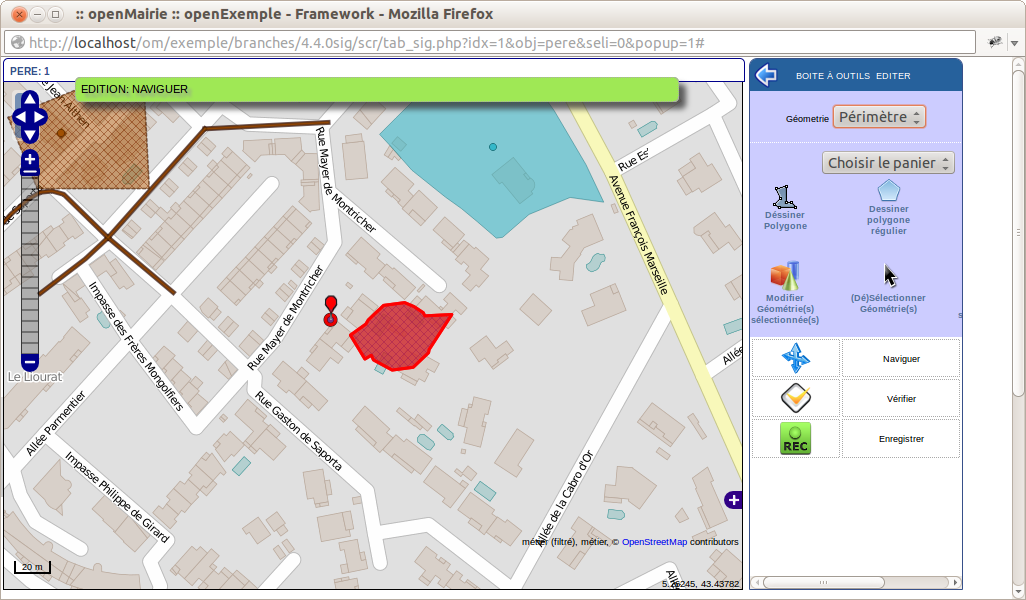 :: openMairie :: openExemple - Framework - Mozilla Firefox
http://localhost/om/exemple/branches/4.4.0sig/scr/tab_sig.php?idx=1&obj=pere&seli=0&popup=1#
PERE: 1
EDITION: NAVIGUER
Jean Althen
Rue Mayer de Montricher
Rue Es
Avenue François Marseille
Impasse des Frères Mongolfiers
Rue Mayer de Montricher
Allée
Le Liourat
Allée Parmentier
Rue Gaston de Saporta
Impasse Philippe de Girard
Allée de la Cabro d'Or
métier (filtré), métier, © OpenStreetMap contributors
20 m
Allé
43.43782
BOITE À OUTILS EDITER
Géometrie
Périmètre
Choisir le panier
Déssiner
Polygone
Dessiner
polygone
régulier
Modifier
Géométrie(s)
sélectionnée(s)
(Dé)Sélectionner
Géométrie(s)
s
Naviguer
Vérifier
REC
Enregistrer